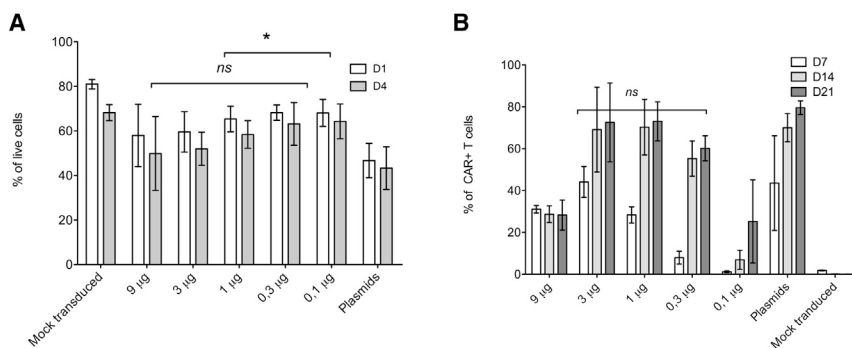 A
*
ns
D1
D4
% of live cells
100
80
60
40
20
0
Mock transduced
9 µg
3 µg
1 µg
0,3 µg
0,1 µg
Plasmids
B
ns
D7
D14
D21
% of CAR+ T cells
100
80
60
40
20
0
9 µg
3 µg
1 µg
0,3 µg
0,1 µg
Plasmids
Mock tranduced